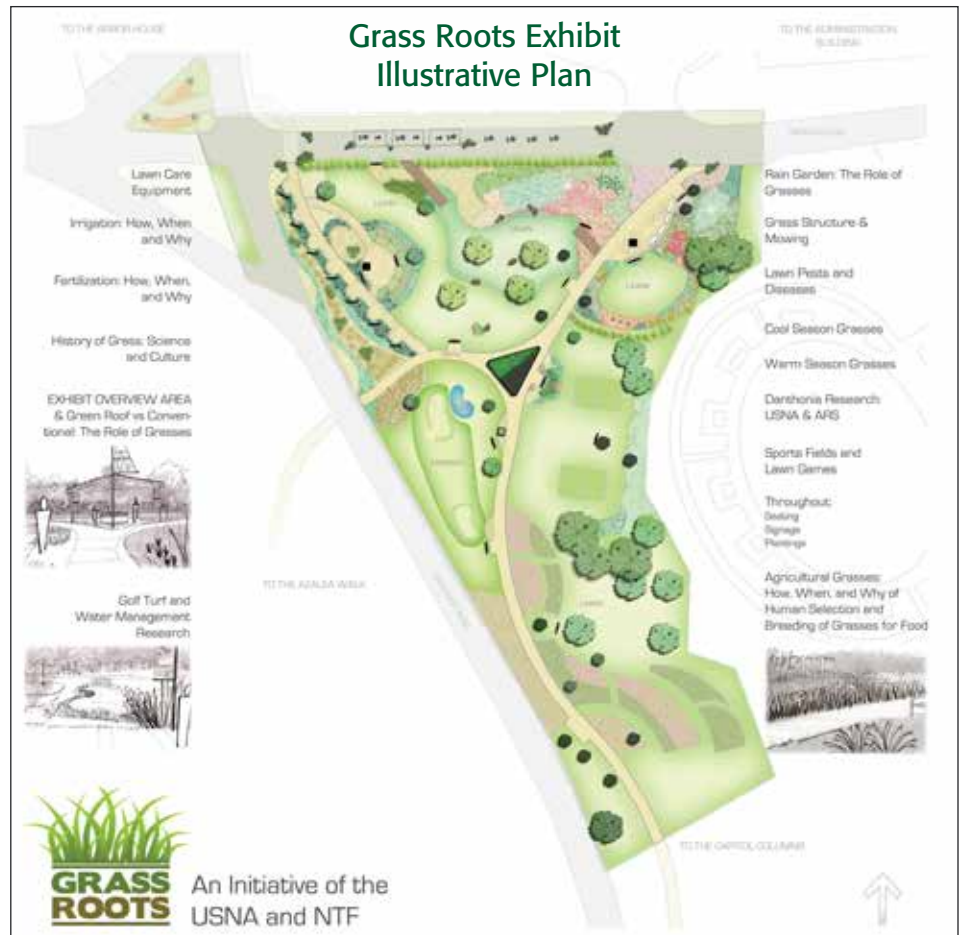 Grass Roots Exhibit
Illustrative Plan
TO THE ARBOR HOUSE
TO THE ADMINISTRATION
BUILDING
Lawn Care
Equipment
Irrigation: How, When
and Why
Fertilization: How, When,
and Why
History of Grass: Science
and Culture
EXHIBIT OVERVIEW AREA
& Green Roof vs Conven-
tional: The Role of Grasses
Golf Turf and
Water Management
Research
Rain Garden: The Role of
Grasses
Grass Structure &
Mowing
Lawn Pests and
Diseases
Cool Season Grasses
Warm Season Grasses
Danthonia Research:
USNA & ARS
Sports Fields and
Lawn Games
Throughout:
Seating
Signage
Plantings
Agricultural Grasses:
How, When, and Why of
Human Selection and
Breeding of Grasses for Food
LAWN
LAWN
LAWN
TO THE AZALEA WALK
TO THE CAPITOL COLUMNS
GRASS
ROOTS
An Initiative of the
USNA and NTF